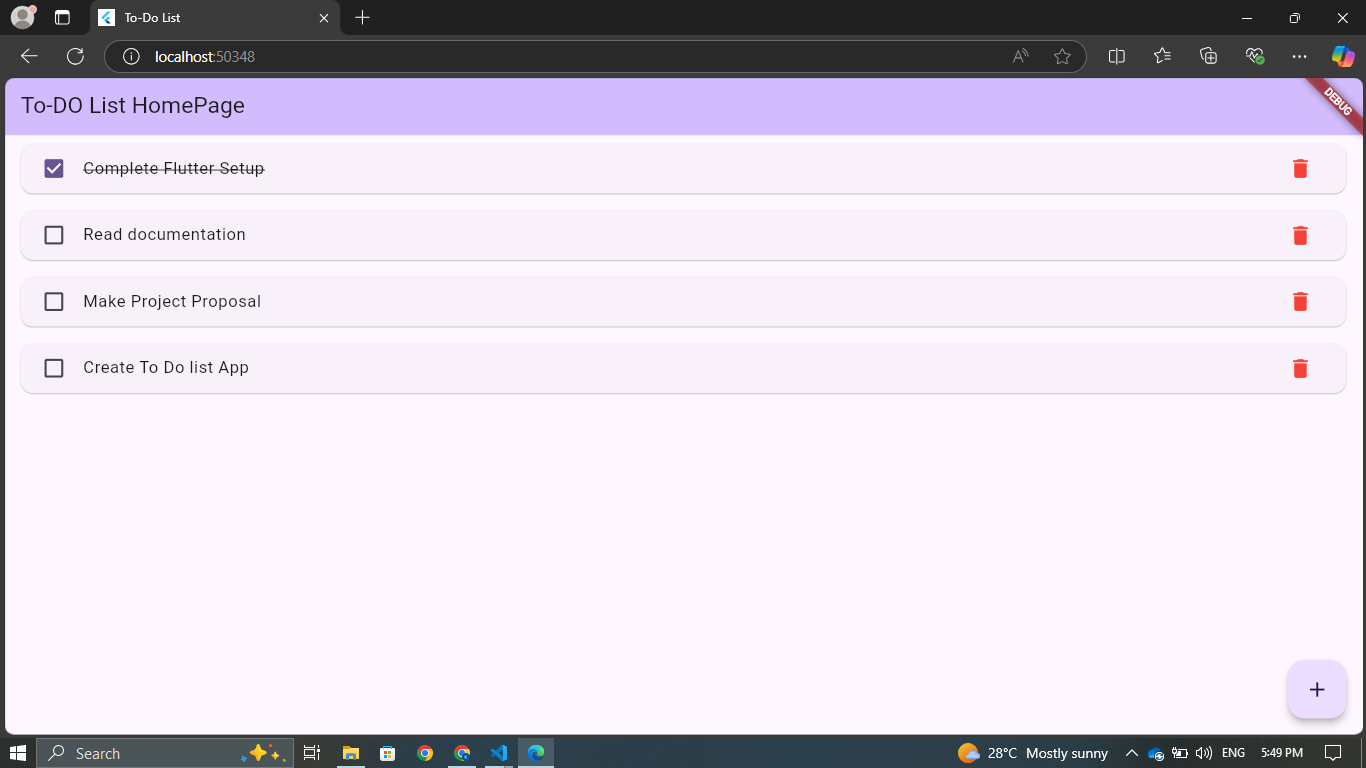 To-Do List
localhost:50348
To-DO List HomePage
DEBUG
Complete Flutter Setup
Read documentation
Make Project Proposal
Create To Do list App
Search
28°C Mostly sunny
ENG
5:49 PM